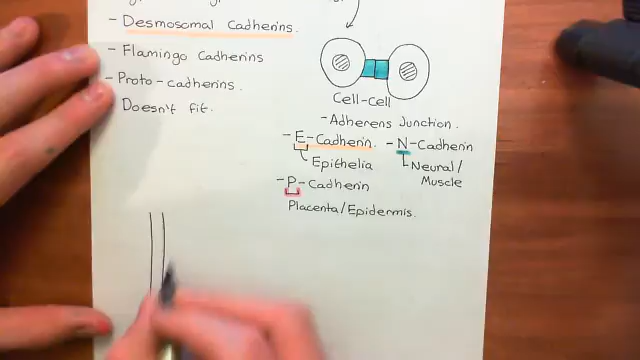 - Desmosomal Cadherins
- Flamingo Cadherins
- Proto-cadherins.
Doesn't fit.
Cell-Cell
- Adherens Junction.
- E-Cadherin.
Epithelia
- N-Cadherin
Neural/
Muscle
- P-Cadherin
Placenta/Epidermis.